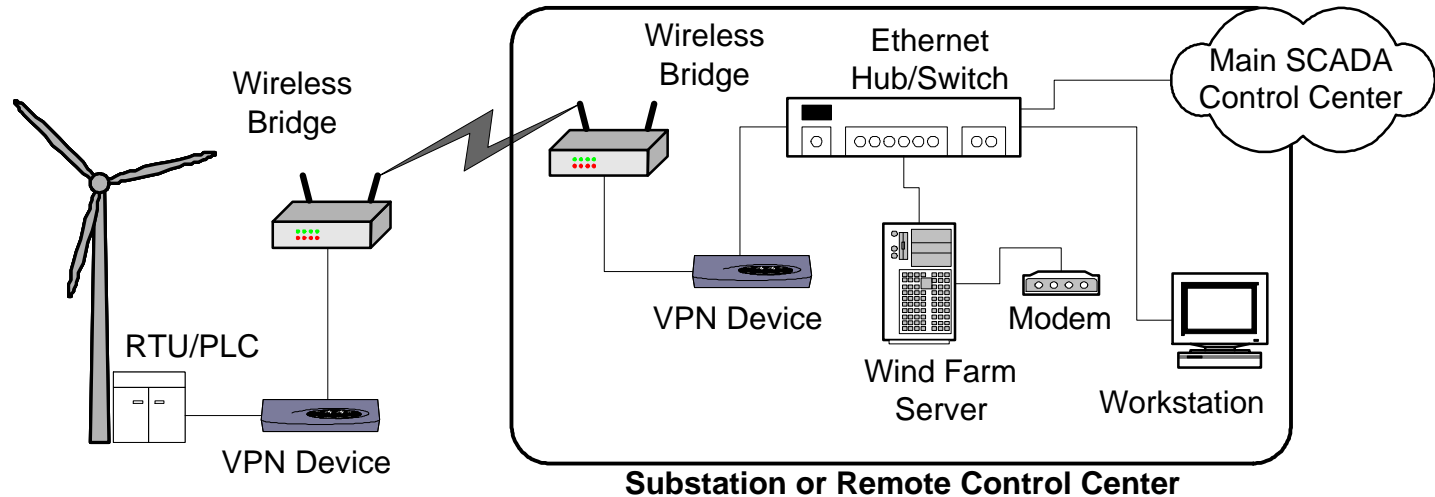 Wireless
Bridge
Wireless
Bridge
Ethernet
Hub/Switch
Main SCADA
Control Center
RTU/PLC
VPN Device
VPN Device
Wind Farm
Server
Modem
Workstation
Substation or Remote Control Center